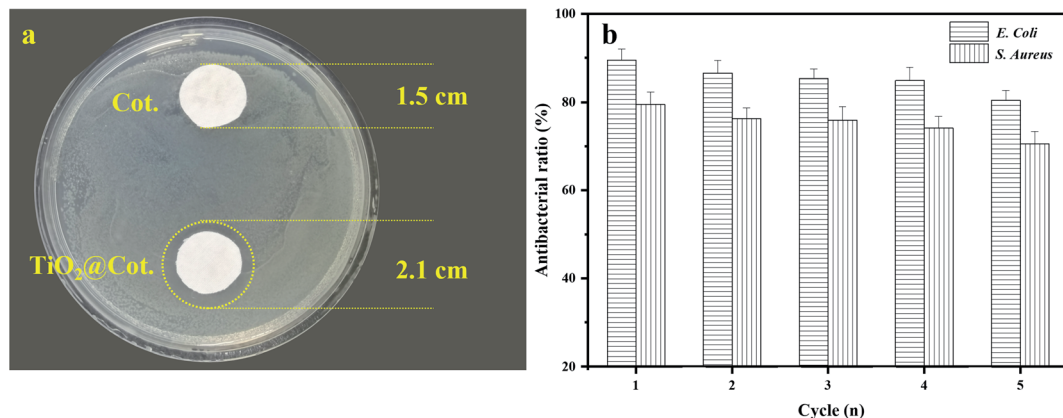 a
Cot.
1.5 cm
TiO₂@Cot.
2.1 cm
b
E. Coli
S. Aureus
Antibacterial ratio (%)
100
80
60
40
20
1 2 3 4 5
Cycle (n)